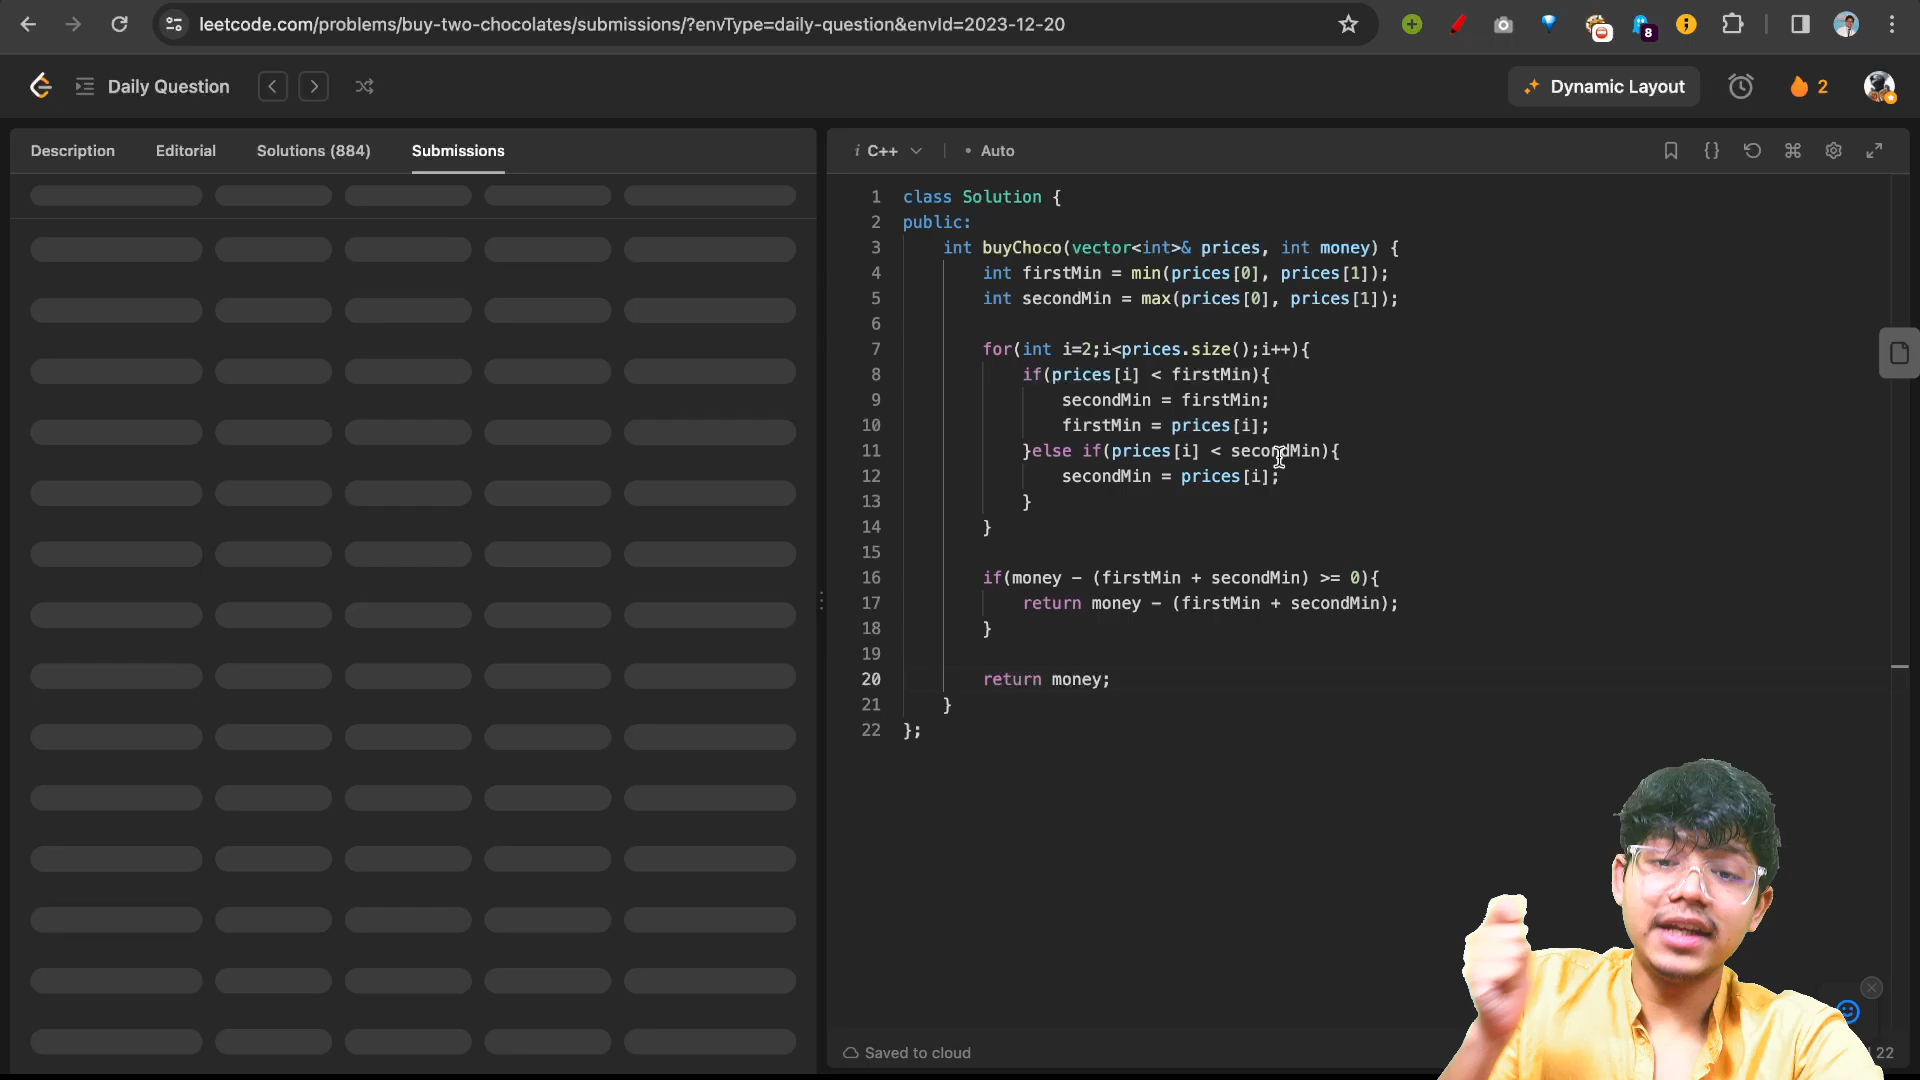 leetcode.com/problems/buy-two-chocolates/submissions/?envType=daily-question&envId=2023-12-20
8
Daily Question
Dynamic Layout
2
Description Editorial Solutions (884) Submissions
i C++ • Auto
1 class Solution {
2 public:
3 int buyChoco(vector<int>& prices, int money) {
4 int firstMin = min(prices[0], prices[1]);
5 int secondMin = max(prices[0], prices[1]);
6
7 for(int i=2;i<prices.size();i++){
8 if(prices[i] < firstMin){
9 secondMin = firstMin;
10 firstMin = prices[i];
11 }else if(prices[i] < secondMin){
12 secondMin = prices[i];
13 }
14 }
15
16 if(money - (firstMin + secondMin) >= 0){
17 return money - (firstMin + secondMin);
18 }
19
20 return money;
21 }
22 };
Saved to cloud
22